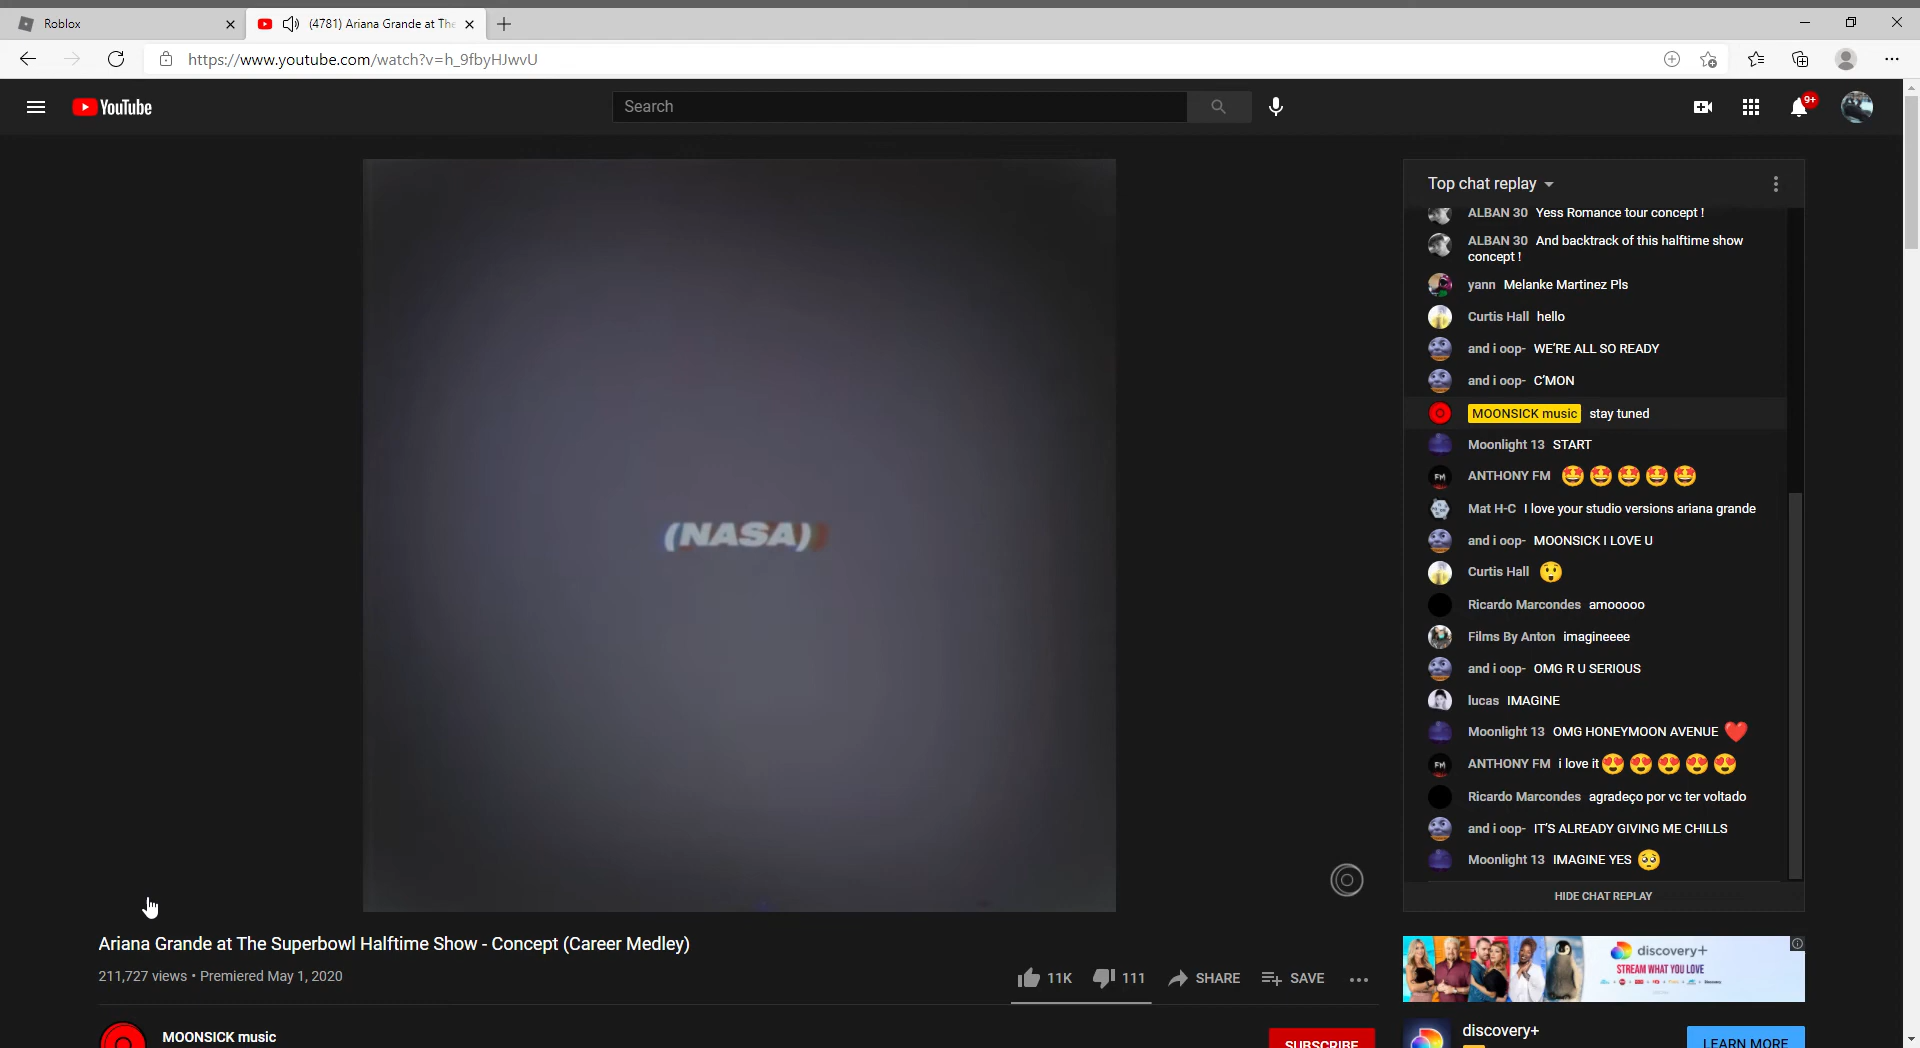 Roblox
(4781) Ariana Grande at The
https://www.youtube.com/watch?v=h_9fbyHJwvU
YouTube
Search
9+
Top chat replay
ALBAN 30 Yess Romance tour concept !
ALBAN 30 And backtrack of this halftime show
concept !
yann Melanke Martinez Pls
Curtis Hall hello
and i oop- WE'RE ALL SO READY
and i oop- C'MON
MOONSICK music stay tuned
Moonlight 13 START
FM ANTHONY FM 🤩🤩🤩🤩🤩
Mat H-C I love your studio versions ariana grande
and i oop- MOONSICK I LOVE U
Curtis Hall 😲
Ricardo Marcondes amooooo
Films By Anton imagineeee
and i oop- OMG R U SERIOUS
lucas IMAGINE
Moonlight 13 OMG HONEYMOON AVENUE ❤️
FM ANTHONY FM i love it😍😍😍😍😍
Ricardo Marcondes agradeço por vc ter voltado
and i oop- IT'S ALREADY GIVING ME CHILLS
Moonlight 13 IMAGINE YES 🥺
HIDE CHAT REPLAY
(NASA)
Ariana Grande at The Superbowl Halftime Show - Concept (Career Medley)
211,727 views • Premiered May 1, 2020
11K 111 SHARE SAVE
MOONSICK music
SUBSCRIBE
discovery+
STREAM WHAT YOU LOVE
discovery+
LEARN MORE